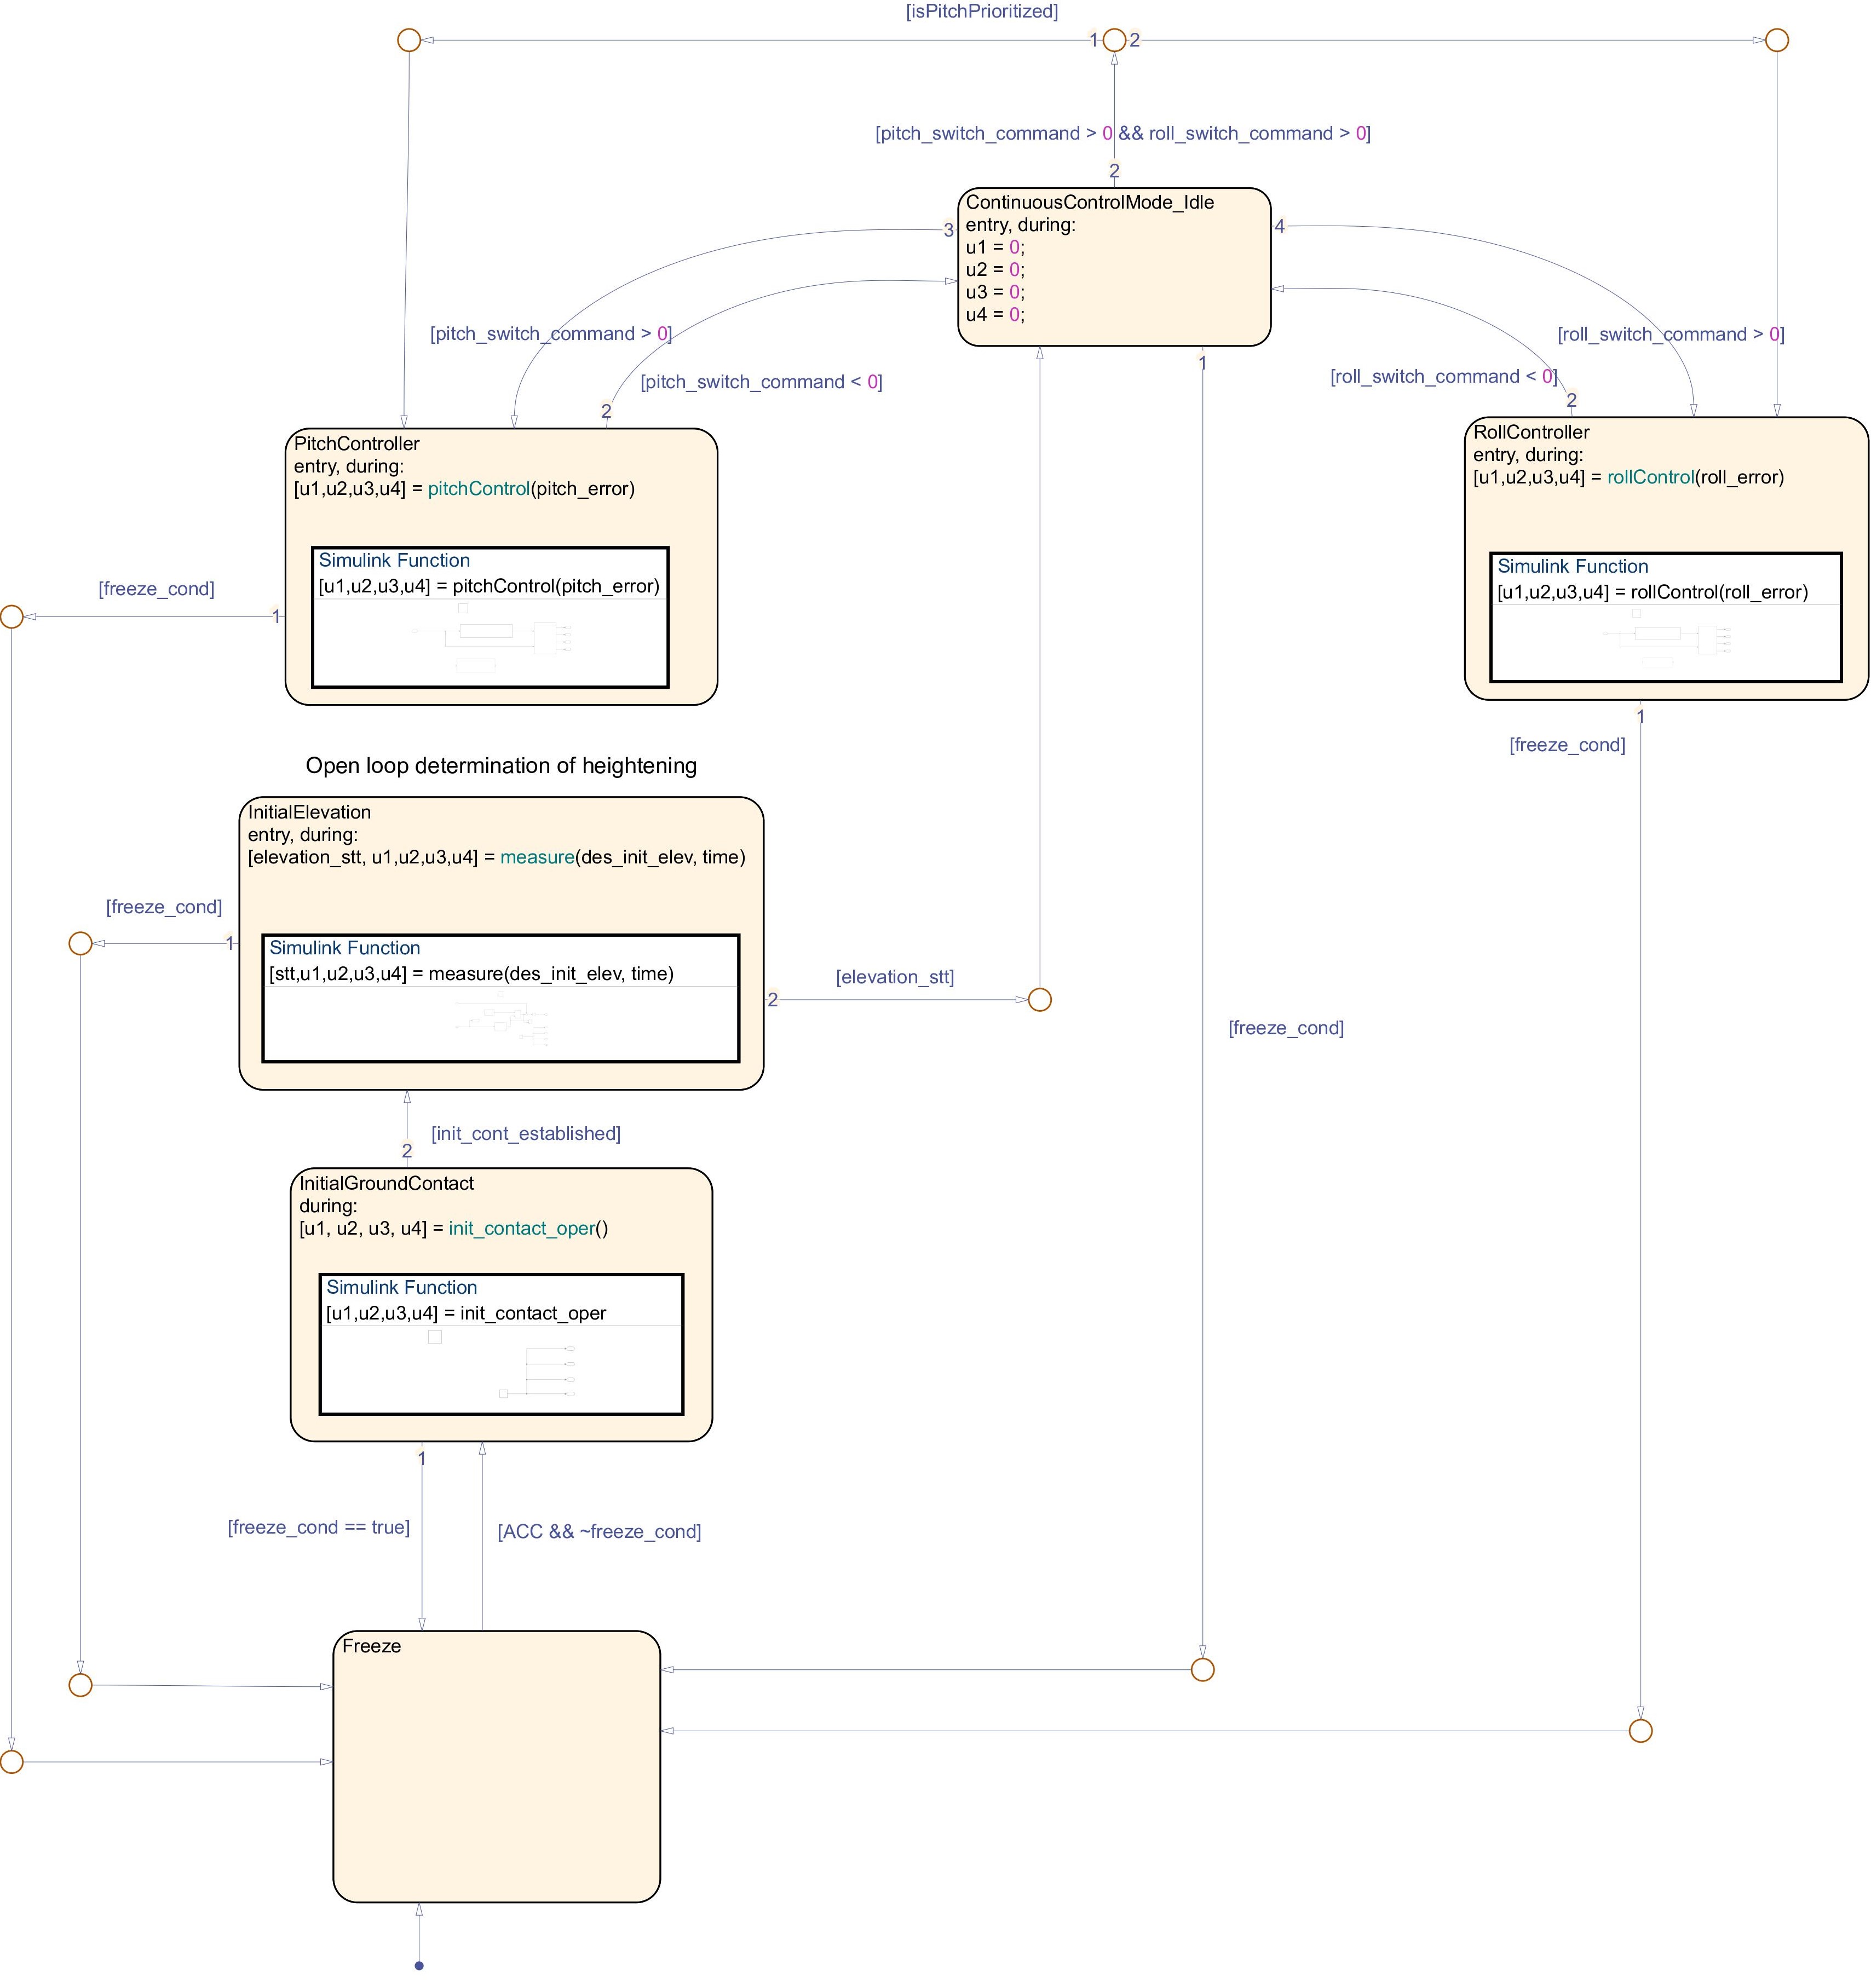 [isPitchPrioritized]
1
2
[pitch_switch_command > 0 && roll_switch_command > 0]
2
ContinuousControlMode_Idle
entry, during:
u1 = 0;
u2 = 0;
u3 = 0;
u4 = 0;
3
4
[pitch_switch_command > 0]
[roll_switch_command > 0]
1
[pitch_switch_command < 0]
[roll_switch_command < 0]
2
2
PitchController
entry, during:
[u1,u2,u3,u4] = pitchControl(pitch_error)
Simulink Function
[u1,u2,u3,u4] = pitchControl(pitch_error)
RollController
entry, during:
[u1,u2,u3,u4] = rollControl(roll_error)
Simulink Function
[u1,u2,u3,u4] = rollControl(roll_error)
[freeze_cond]
1
1
[freeze_cond]
Open loop determination of heightening
InitialElevation
entry, during:
[elevation_stt, u1,u2,u3,u4] = measure(des_init_elev, time)
[freeze_cond]
1
Simulink Function
[stt,u1,u2,u3,u4] = measure(des_init_elev, time)
[elevation_stt]
2
[freeze_cond]
[init_cont_established]
2
InitialGroundContact
during:
[u1, u2, u3, u4] = init_contact_oper()
Simulink Function
[u1,u2,u3,u4] = init_contact_oper
1
[freeze_cond == true]
[ACC && ~freeze_cond]
Freeze